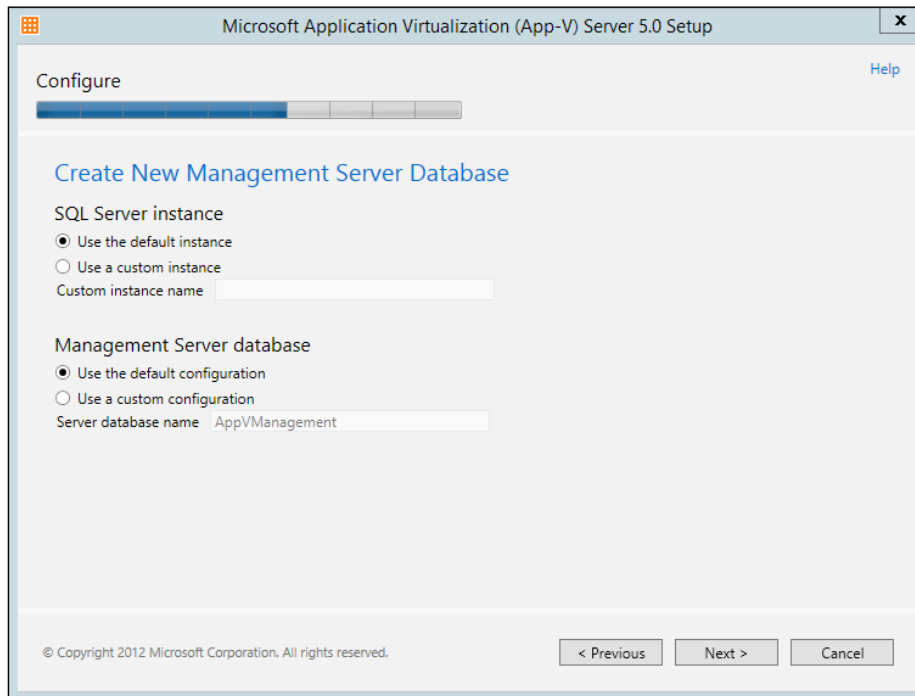 Microsoft Application Virtualization (App-V) Server 5.0 Setup
x
Help
Configure
Create New Management Server Database
SQL Server instance
Use the default instance
Use a custom instance
Custom instance name
Management Server database
Use the default configuration
Use a custom configuration
Server database name AppVManagement
© Copyright 2012 Microsoft Corporation. All rights reserved.
< Previous Next > Cancel